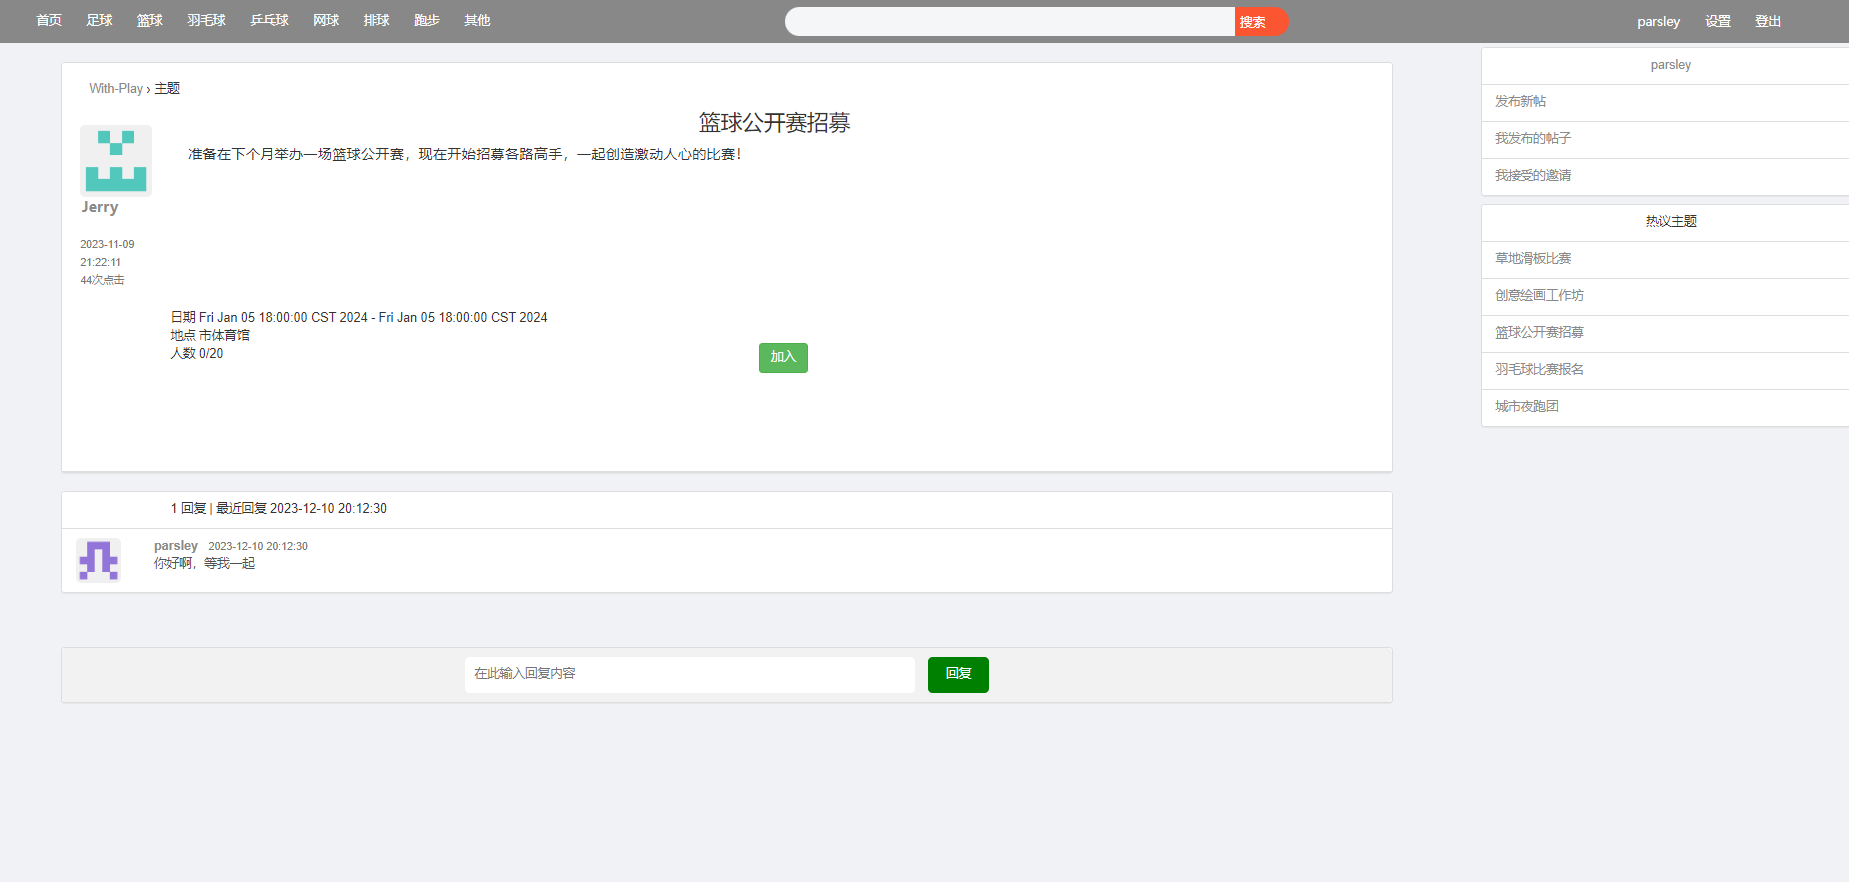 首页 足球 篮球 羽毛球 乒乓球 网球 排球 跑步 其他 搜索 parsley 设置 登出
With-Play › 主题
篮球公开赛招募
准备在下个月举办一场篮球公开赛，现在开始招募各路高手，一起创造激动人心的比赛！
Jerry
2023-11-09
21:22:11
44次点击
日期 Fri Jan 05 18:00:00 CST 2024 - Fri Jan 05 18:00:00 CST 2024
地点 市体育馆
人数 0/20
加入
1 回复 | 最近回复 2023-12-10 20:12:30
parsley 2023-12-10 20:12:30
你好啊，等我一起
在此输入回复内容 回复
parsley
发布新帖
我发布的帖子
我接受的邀请
热议主题
草地滑板比赛
创意绘画工作坊
篮球公开赛招募
羽毛球比赛报名
城市夜跑团